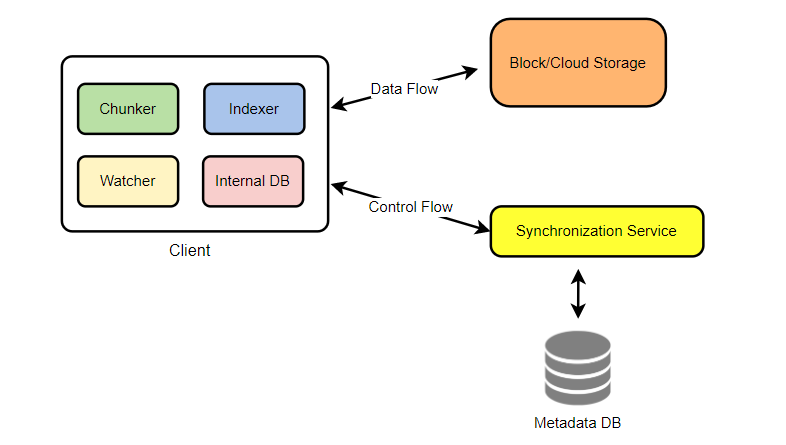 Block/Cloud Storage
Data Flow
Chunker
Indexer
Watcher
Internal DB
Control Flow
Synchronization Service
Client
Metadata DB